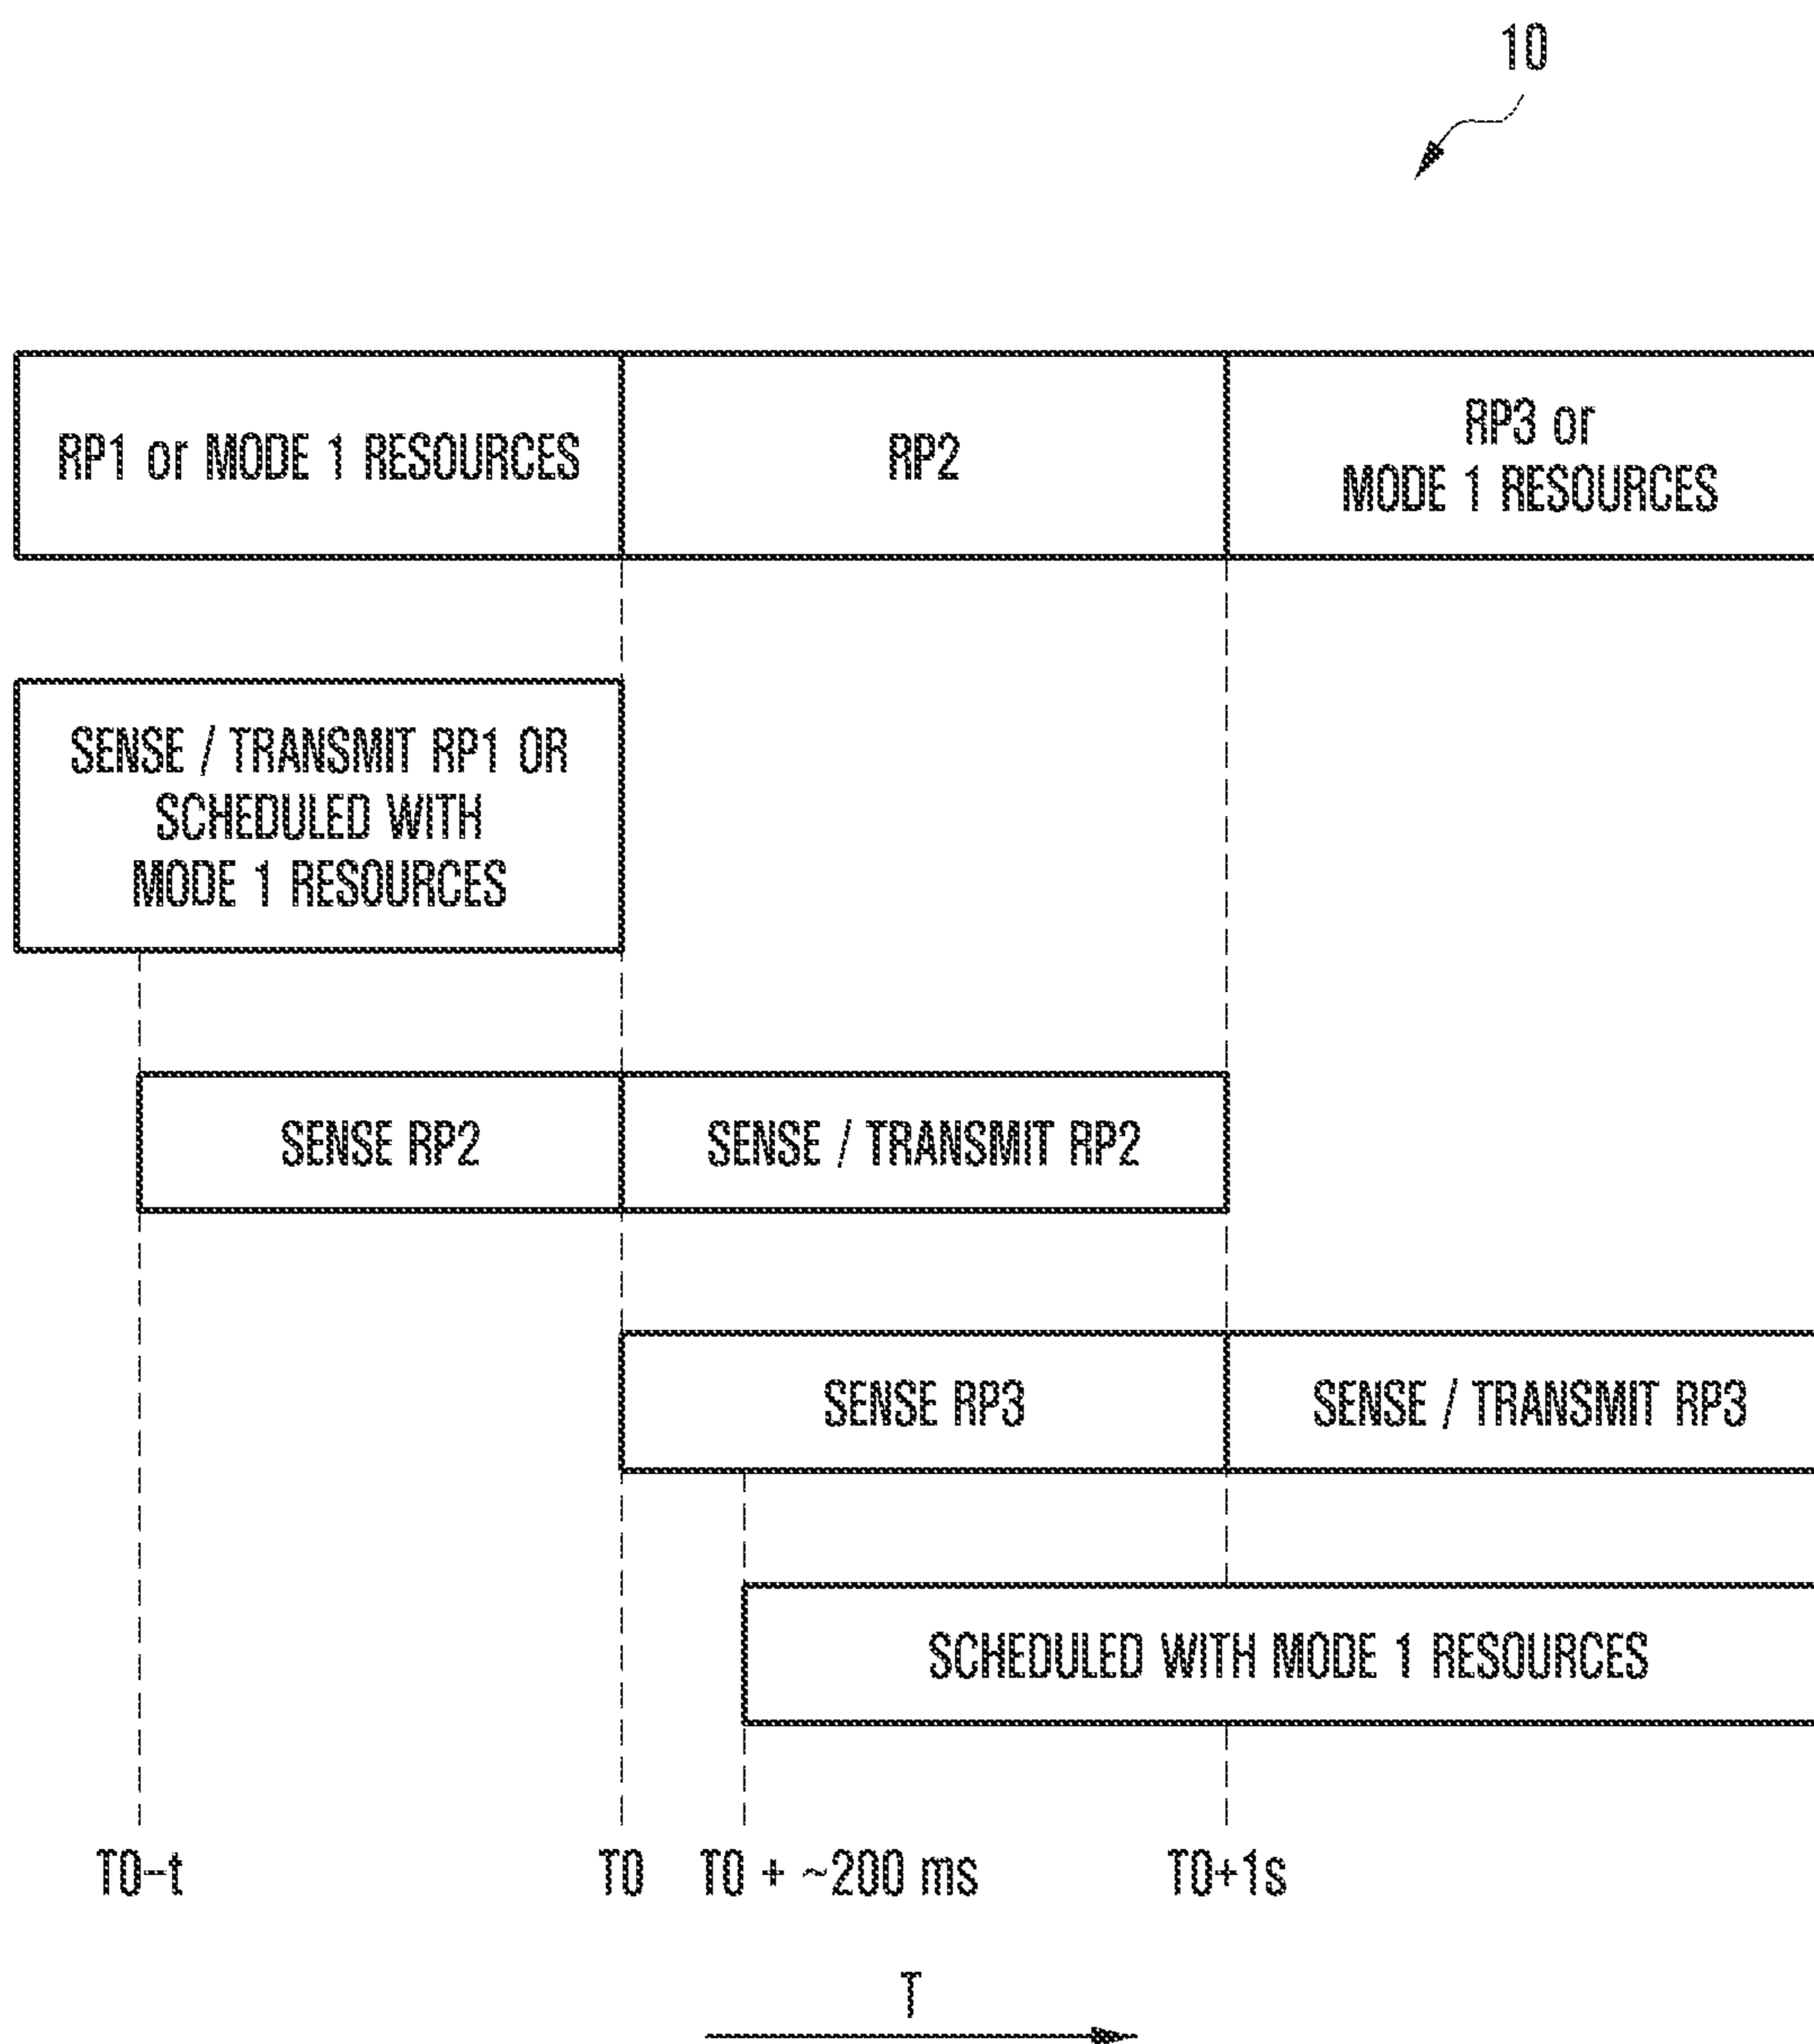 10
RP1 or MODE 1 RESOURCES
RP2
RP3 or
MODE 1 RESOURCES
SENSE / TRANSMIT RP1 OR
SCHEDULED WITH
MODE 1 RESOURCES
SENSE RP2
SENSE / TRANSMIT RP2
SENSE RP3
SENSE / TRANSMIT RP3
SCHEDULED WITH MODE 1 RESOURCES
T0-t
T0
T0 + ~200 ms
T0+1s
T